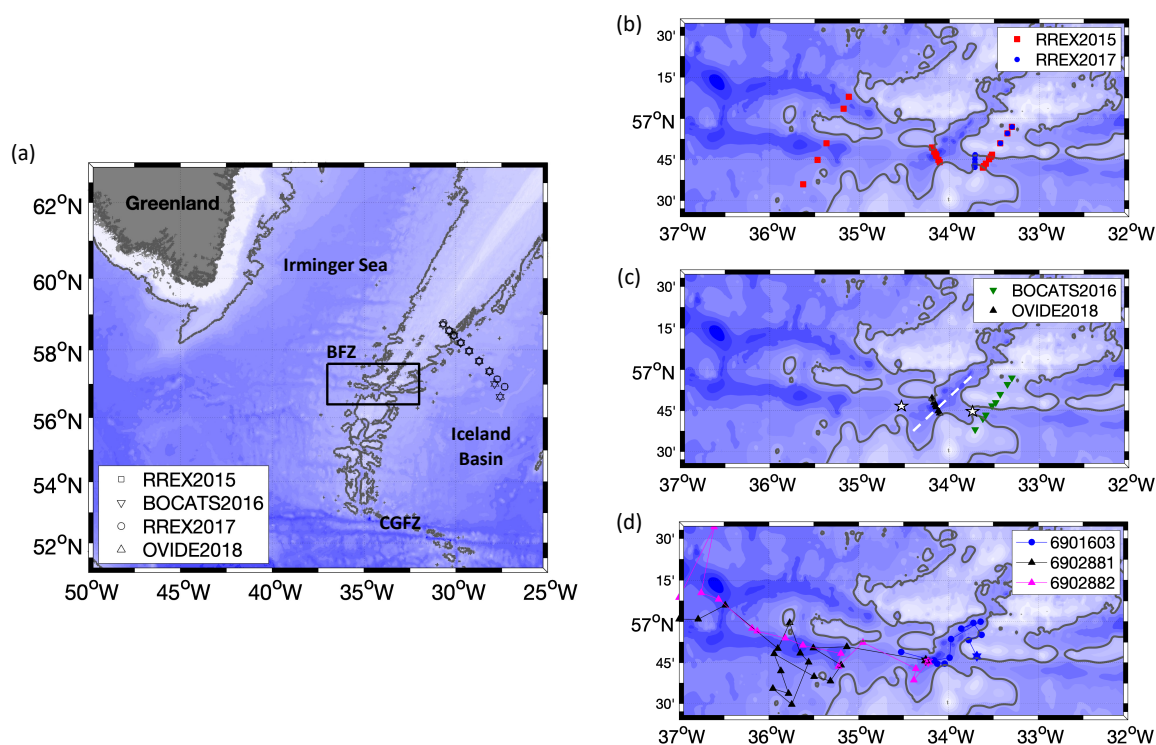 (a)
62°N
60°N
58°N
56°N
54°N
53°N
52°N
50°W
45°W
40°W
35°W
30°W
25°W
Greenland
Irminger Sea
BFZ
Iceland
Basin
CGFZ
RREX2015
BOCATS2016
RREX2017
OVIDE2018
(b)
30'
15'
57°N
45'
30'
37°W
36°W
35°W
34°W
33°W
32°W
RREX2015
RREX2017
(c)
30'
15'
57°N
45'
30'
37°W
36°W
35°W
34°W
33°W
32°W
BOCATS2016
OVIDE2018
(d)
30'
15'
57°N
45'
30'
37°W
36°W
35°W
34°W
33°W
32°W
6901603
6902881
6902882